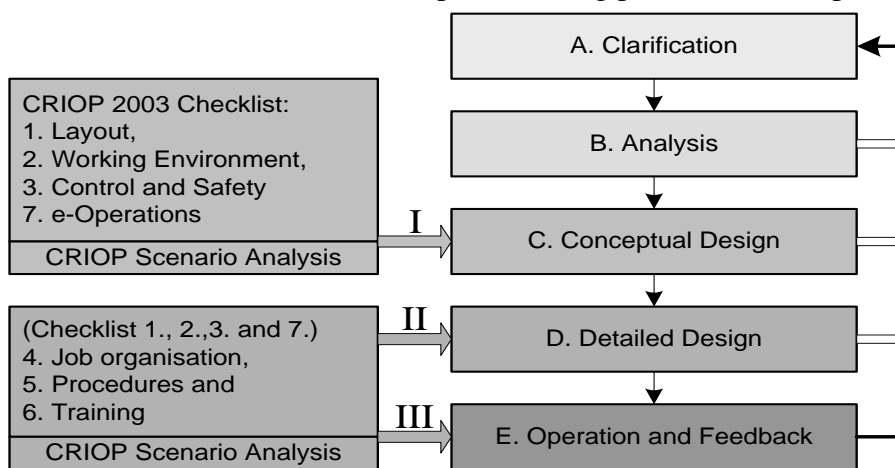 A. Clarification
CRIOP 2003 Checklist:
1. Layout,
2. Working Environment,
3. Control and Safety
7. e-Operations
CRIOP Scenario Analysis
I
B. Analysis
C. Conceptual Design
(Checklist 1., 2.,3. and 7.)
4. Job organisation,
5. Procedures and
6. Training
CRIOP Scenario Analysis
II
III
D. Detailed Design
E. Operation and Feedback